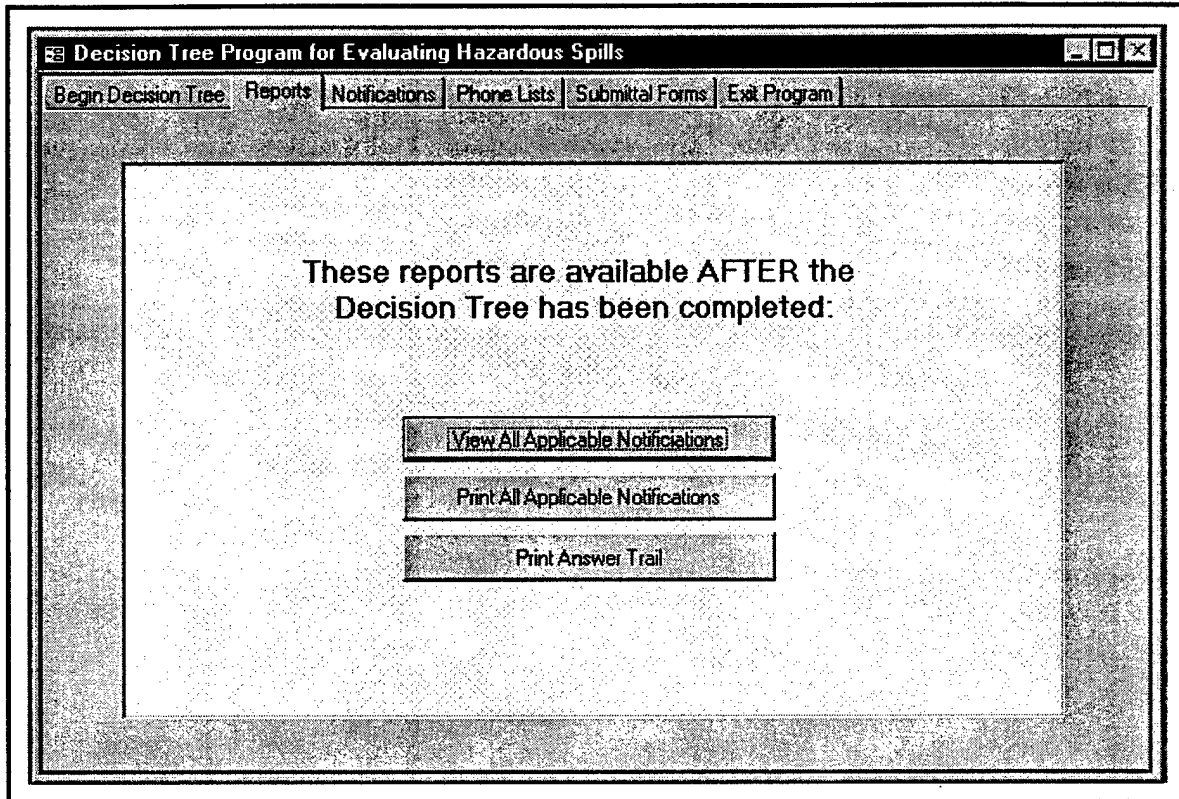 Decision Tree Program for Evaluating Hazardous Spills
Begin Decision Tree Reports Notifications Phone Lists Submittal Forms Exit Program
These reports are available AFTER the
Decision Tree has been completed:
View All Applicable Notificiations
Print All Applicable Notifications
Print Answer Trail